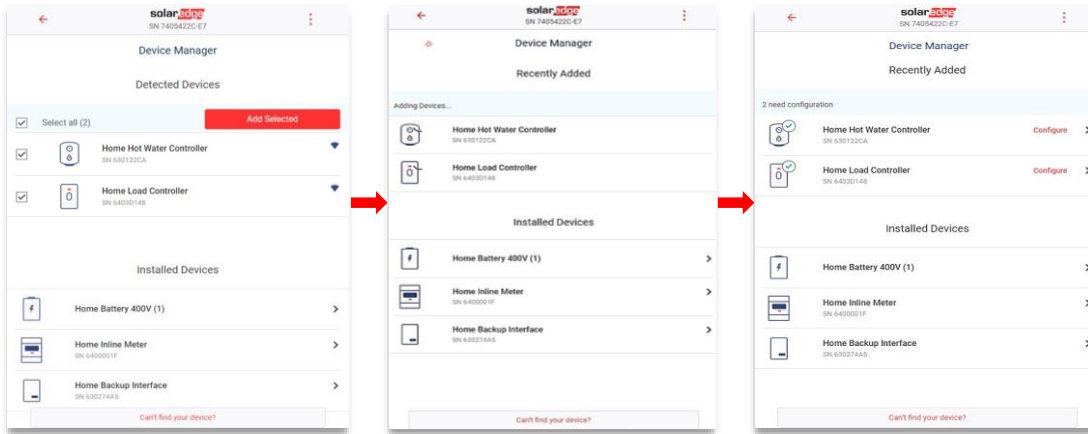 solaredge
SN 7405422C-E7
Device Manager
Detected Devices
Select all (2)
Add Selected
Home Hot Water Controller
SN 630122CA
Home Load Controller
SN 6403D148
Installed Devices
Home Battery 400V (1)
Home Inline Meter
SN 6400001F
Home Backup Interface
SN 630274A5
Can't find your device?
solaredge
SN 7405422C-E7
Device Manager
Recently Added
Adding Devices...
Home Hot Water Controller
SN 630122CA
Home Load Controller
SN 6403D148
Installed Devices
Home Battery 400V (1)
Home Inline Meter
SN 6400001F
Home Backup Interface
SN 630274A5
Can't find your device?
solaredge
SN 7405422C-E7
Device Manager
Recently Added
2 need configuration
Home Hot Water Controller
Configure
SN 630122CA
Home Load Controller
Configure
SN 6403D148
Installed Devices
Home Battery 400V (1)
Home Inline Meter
SN 6400001F
Home Backup Interface
SN 630274A5
Can't find your device?